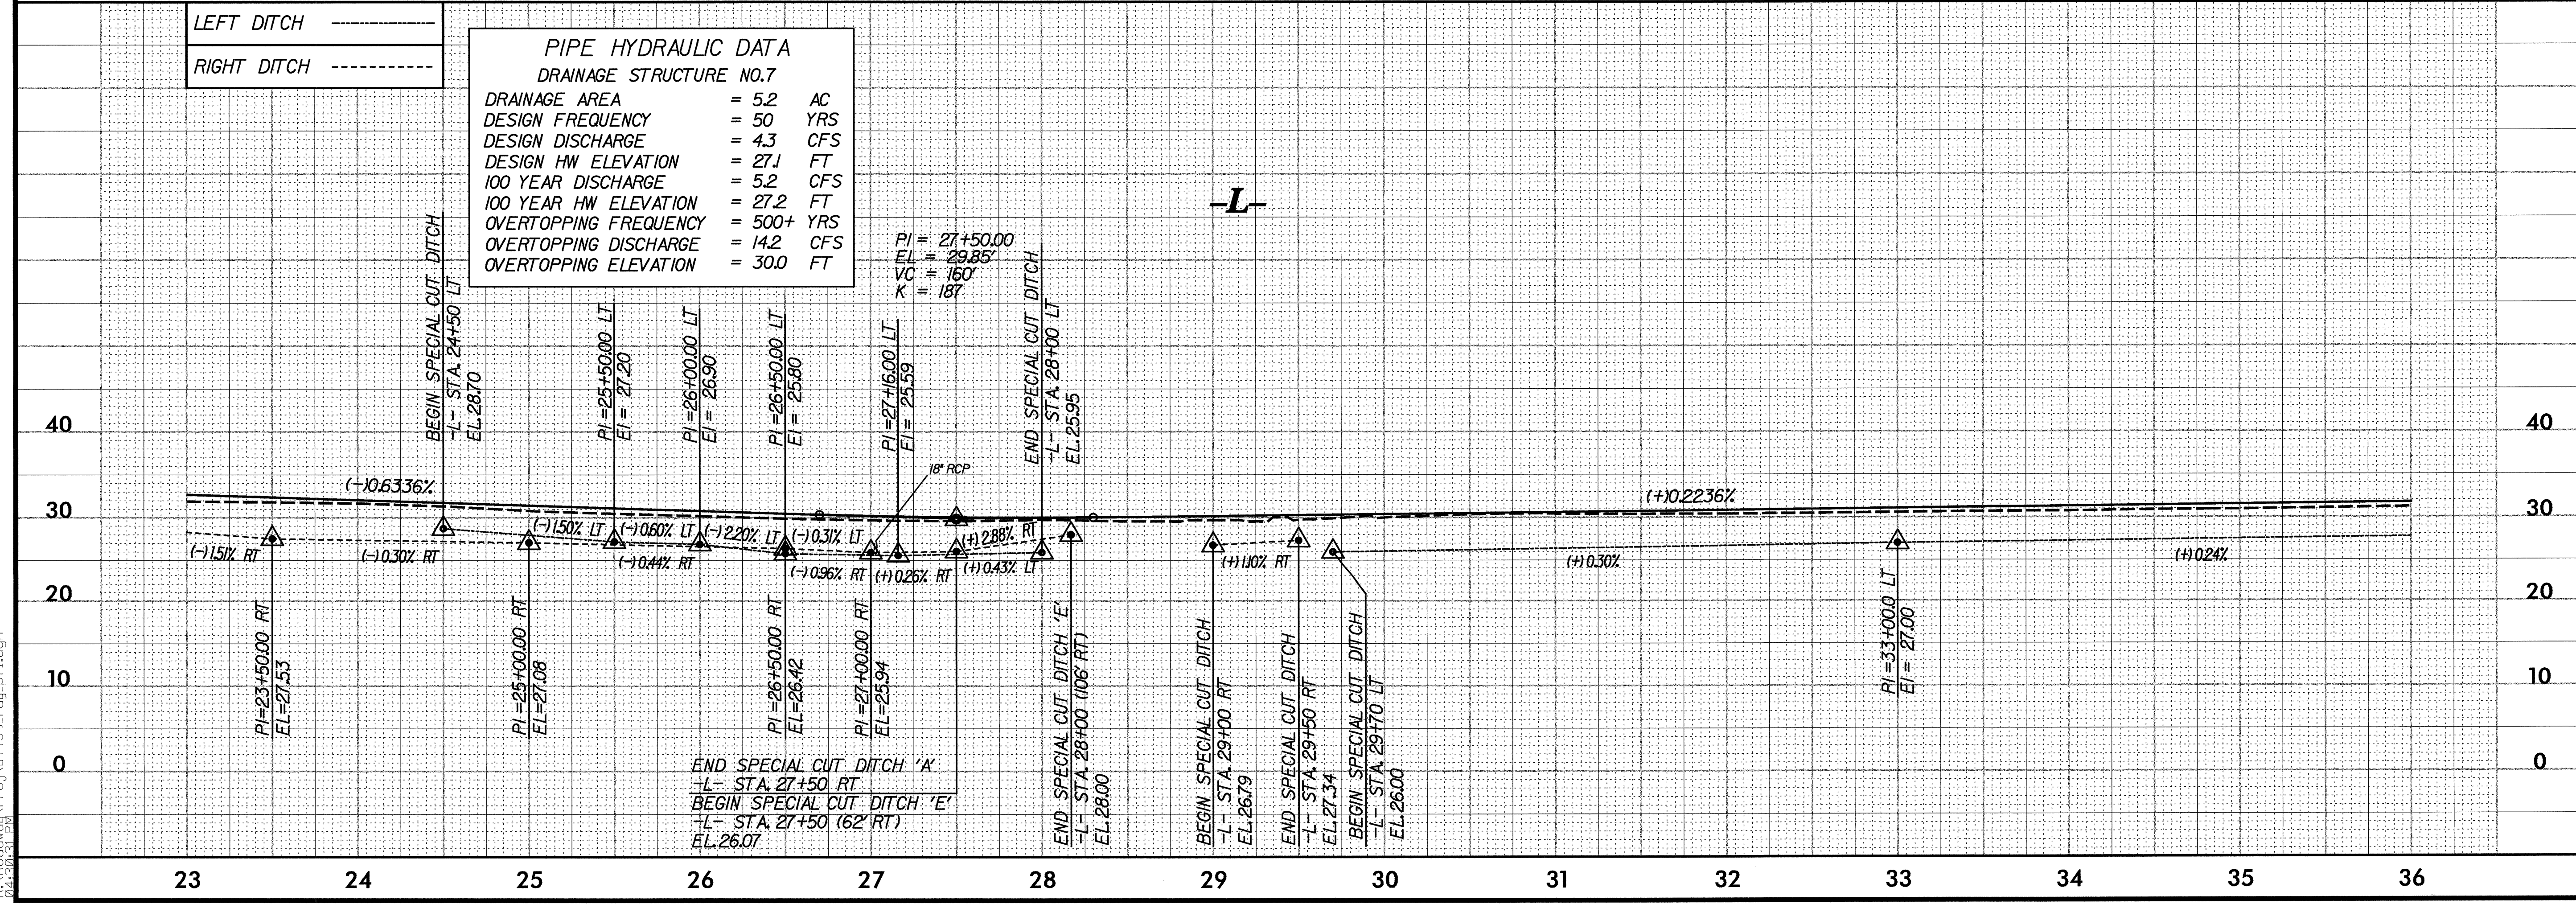 LEFT DITCH
RIGHT DITCH
PIPE HYDRAULIC DATA
DRAINAGE STRUCTURE NO.7
DRAINAGE AREA = 5.2 AC
DESIGN FREQUENCY = 50 YRS
DESIGN DISCHARGE = 4.3 CFS
DESIGN HW ELEVATION = 27.1 FT
100 YEAR DISCHARGE = 5.2 CFS
100 YEAR HW ELEVATION = 27.2 FT
OVERTOPPING FREQUENCY = 500+ YRS
OVERTOPPING DISCHARGE = 14.2 CFS
OVERTOPPING ELEVATION = 30.0 FT
-L-
PI = 27+50.00
EL = 29.85'
VC = 160'
K = 187
BEGIN SPECIAL CUT DITCH
-L- STA. 24+50 LT
EL.28.70
PI =25+50.00 LT
El = 27.20
PI =26+00.00 LT
El = 26.90
PI =26+50.00 LT
El = 25.80
PI =27+16.00 LT
El = 25.59
END SPECIAL CUT DITCH
-L- STA. 28+00 LT
EL.25.95
18" RCP
40
40
30
30
20
20
10
10
0
0
(-)0.6336%
(+)0.2236%
(-)1.51% RT
(-)0.30% RT
(-)1.50% LT
(-)0.60% LT
(-)2.20% LT
(-)0.31% LT
(+)2.88% RT
(-)0.44% RT
(-)0.96% RT
(+)0.26% RT
(+)0.43% LT
(+)1.10% RT
(+)0.30%
(+)0.24%
PI=23+50.00 RT
EL=27.53
PI =25+00.00 RT
EL=27.08
PI =26+50.00 RT
EL=26.42
PI =27+00.00 RT
EL=25.94
END SPECIAL CUT DITCH 'A'
-L- STA. 27+50 RT
BEGIN SPECIAL CUT DITCH 'E'
-L- STA. 27+50 (62' RT)
EL.26.07
END SPECIAL CUT DITCH 'E'
-L- STA. 28+00 (106' RT)
EL.28.00
BEGIN SPECIAL CUT DITCH
-L- STA. 29+00 RT
EL.26.79
END SPECIAL CUT DITCH
-L- STA. 29+50 RT
EL.27.34
BEGIN SPECIAL CUT DITCH
-L- STA. 29+70 LT
EL.26.00
PI =33+00.0 LT
El = 27.00
23 24 25 26 27 28 29 30 31 32 33 34 35 36